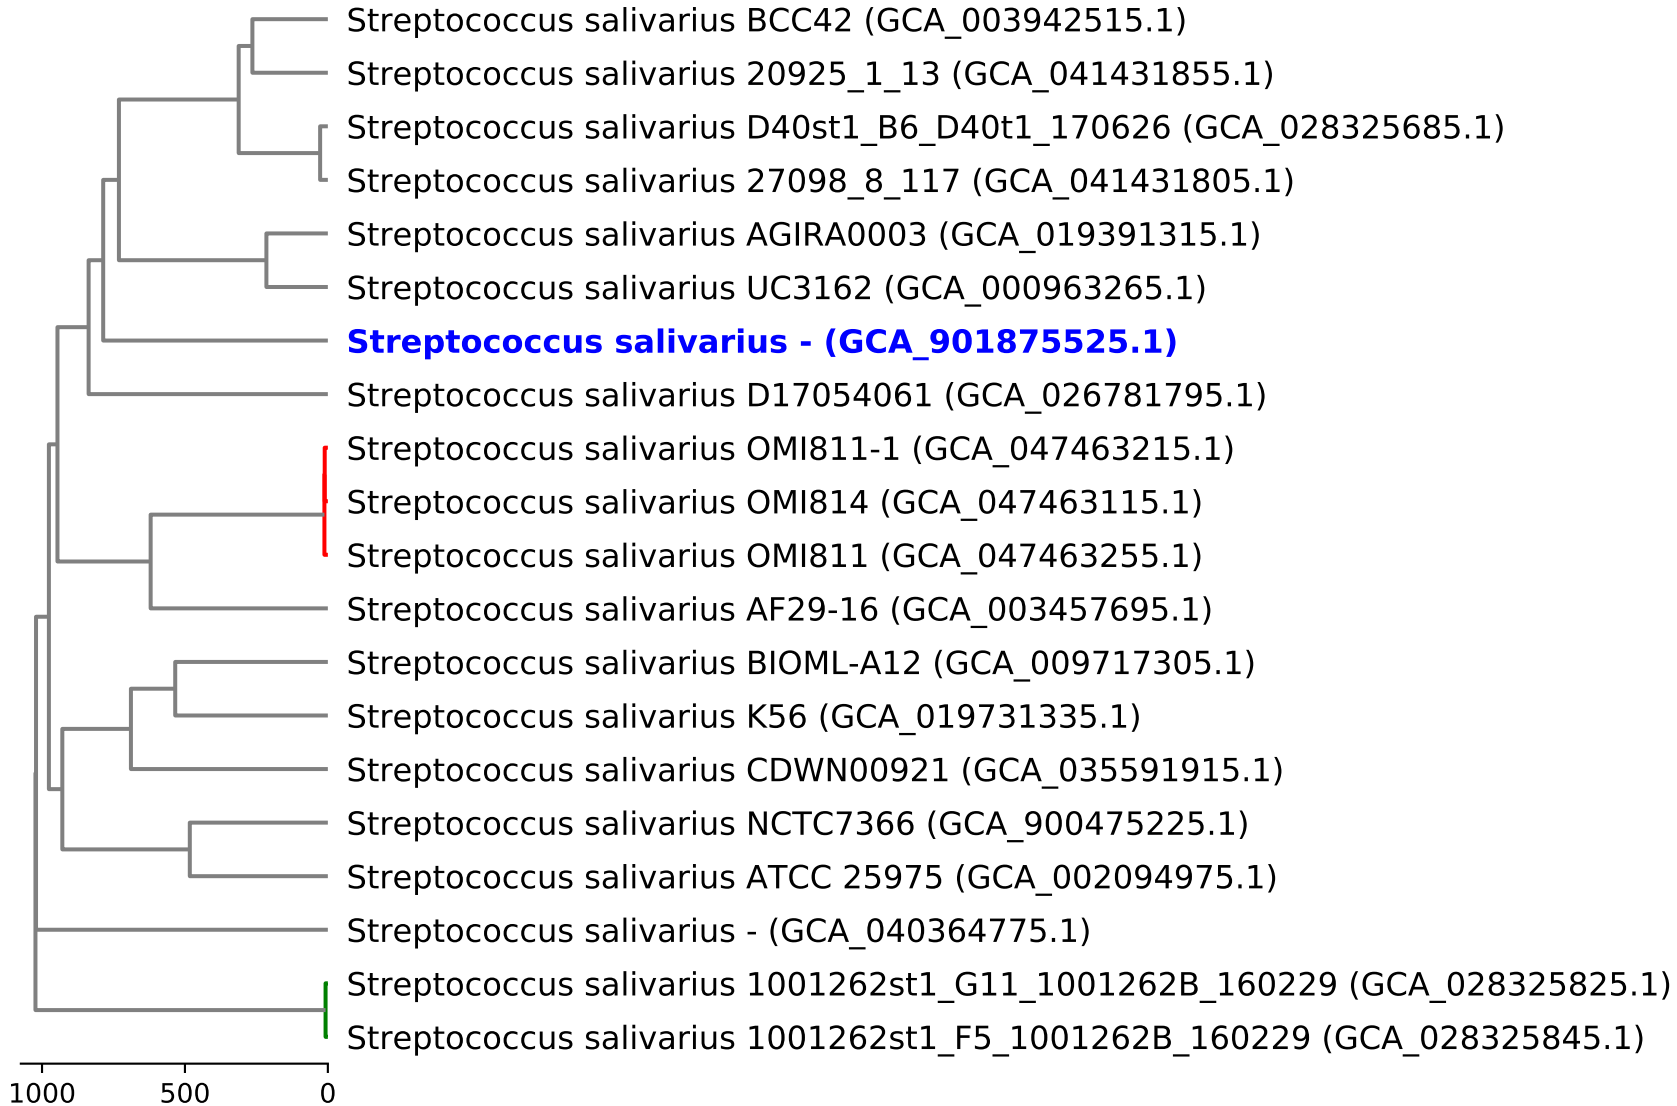 Streptococcus salivarius BCC42 (GCA_003942515.1)
Streptococcus salivarius 20925_1_13 (GCA_041431855.1)
Streptococcus salivarius D40st1_B6_D40t1_170626 (GCA_028325685.1)
Streptococcus salivarius 27098_8_117 (GCA_041431805.1)
Streptococcus salivarius AGIRA0003 (GCA_019391315.1)
Streptococcus salivarius UC3162 (GCA_000963265.1)
Streptococcus salivarius - (GCA_901875525.1)
Streptococcus salivarius D17054061 (GCA_026781795.1)
Streptococcus salivarius OMI811-1 (GCA_047463215.1)
Streptococcus salivarius OMI814 (GCA_047463115.1)
Streptococcus salivarius OMI811 (GCA_047463255.1)
Streptococcus salivarius AF29-16 (GCA_003457695.1)
Streptococcus salivarius BIOML-A12 (GCA_009717305.1)
Streptococcus salivarius K56 (GCA_019731335.1)
Streptococcus salivarius CDWN00921 (GCA_035591915.1)
Streptococcus salivarius NCTC7366 (GCA_900475225.1)
Streptococcus salivarius ATCC 25975 (GCA_002094975.1)
Streptococcus salivarius - (GCA_040364775.1)
Streptococcus salivarius 1001262st1_G11_1001262B_160229 (GCA_028325825.1)
Streptococcus salivarius 1001262st1_F5_1001262B_160229 (GCA_028325845.1)
1000 500 0